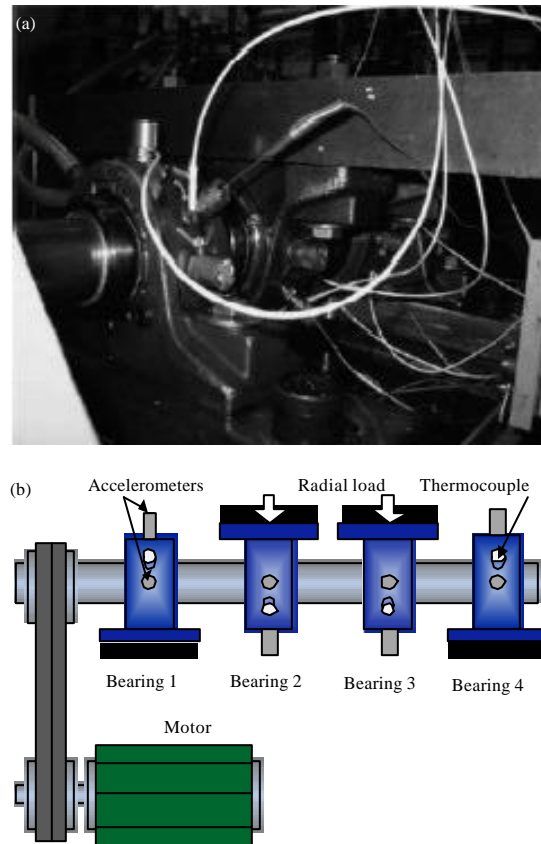 (a)
(b)
Accelerometers Radial load Thermocouple
Bearing 1 Bearing 2 Bearing 3 Bearing 4
Motor